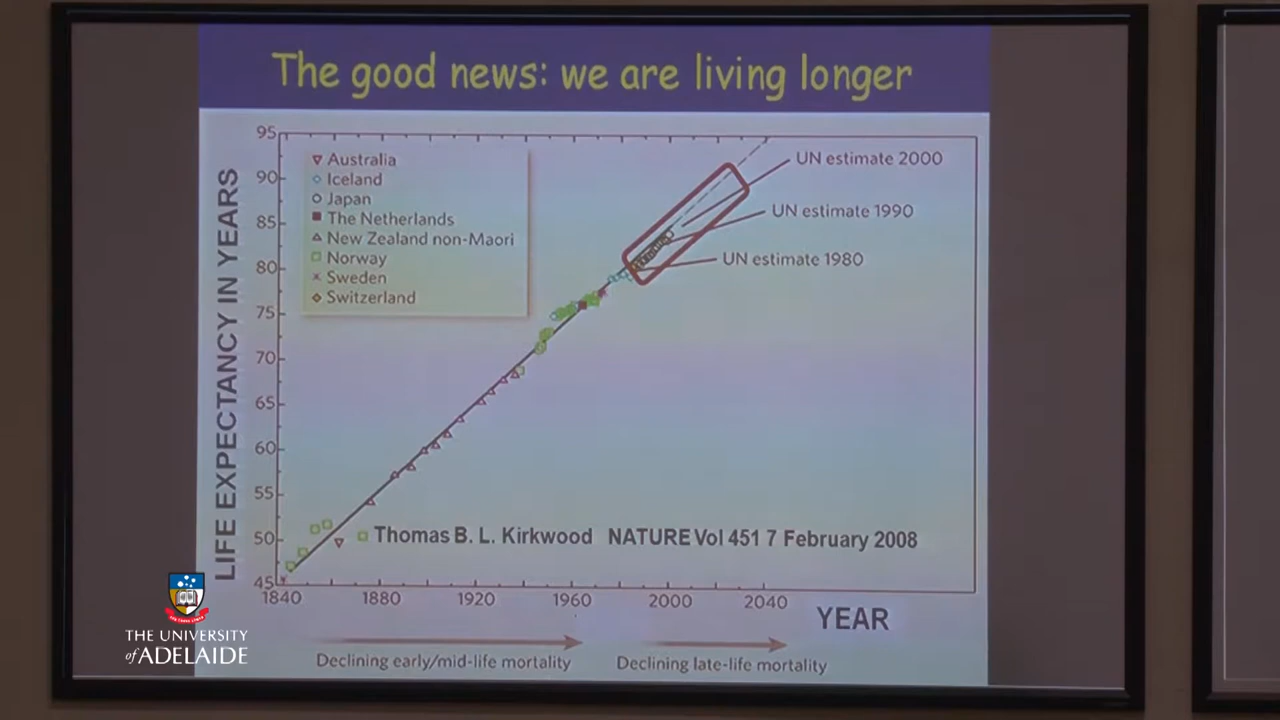 The good news: we are living longer
95
90
85
80
75
70
65
60
55
50
45
LIFE EXPECTANCY IN YEARS
Australia
Iceland
Japan
The Netherlands
New Zealand non-Maori
Norway
Sweden
Switzerland
UN estimate 2000
UN estimate 1990
UN estimate 1980
Thomas B. L. Kirkwood NATURE Vol 451 7 February 2008
1840 1880 1920 1960 2000 2040
YEAR
Declining early/mid-life mortality
Declining late-life mortality
THE UNIVERSITY
of ADELAIDE